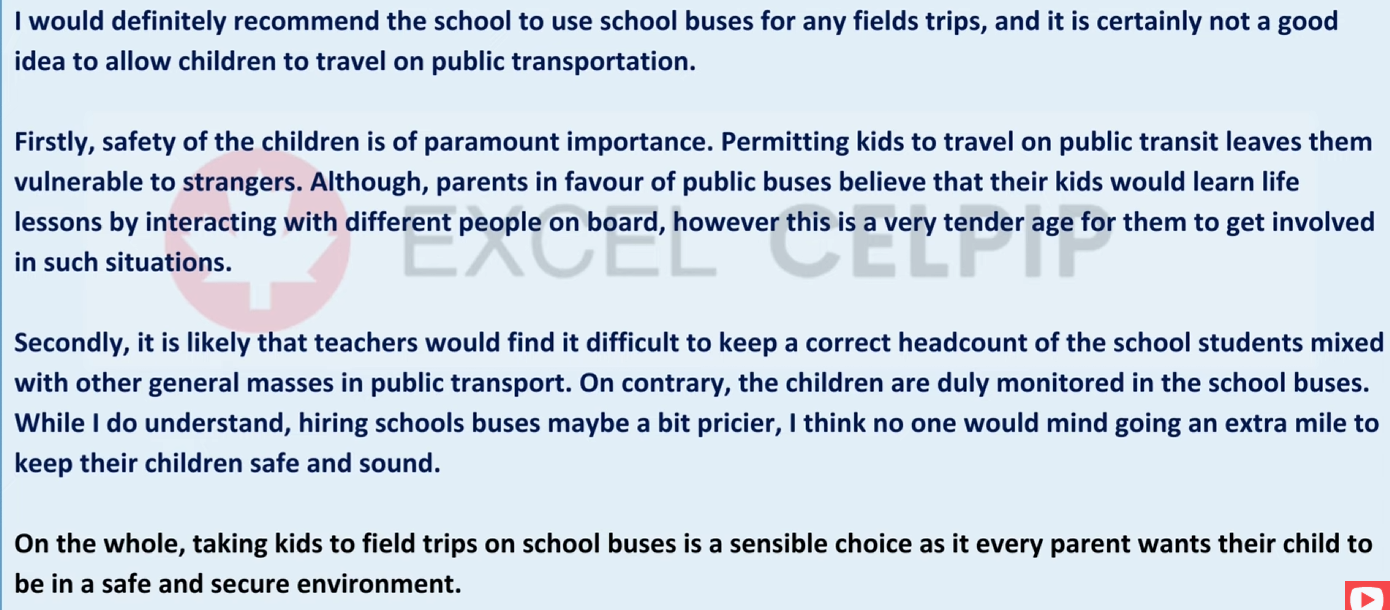 I would definitely recommend the school to use school buses for any fields trips, and it is certainly not a good
idea to allow children to travel on public transportation.
Firstly, safety of the children is of paramount importance. Permitting kids to travel on public transit leaves them
vulnerable to strangers. Although, parents in favour of public buses believe that their kids would learn life
lessons by interacting with different people on board, however this is a very tender age for them to get involved
in such situations.
EXCEL CELPIP
Secondly, it is likely that teachers would find it difficult to keep a correct headcount of the school students mixed
with other general masses in public transport. On contrary, the children are duly monitored in the school buses.
While I do understand, hiring schools buses maybe a bit pricier, I think no one would mind going an extra mile to
keep their children safe and sound.
On the whole, taking kids to field trips on school buses is a sensible choice as it every parent wants their child to
be in a safe and secure environment.